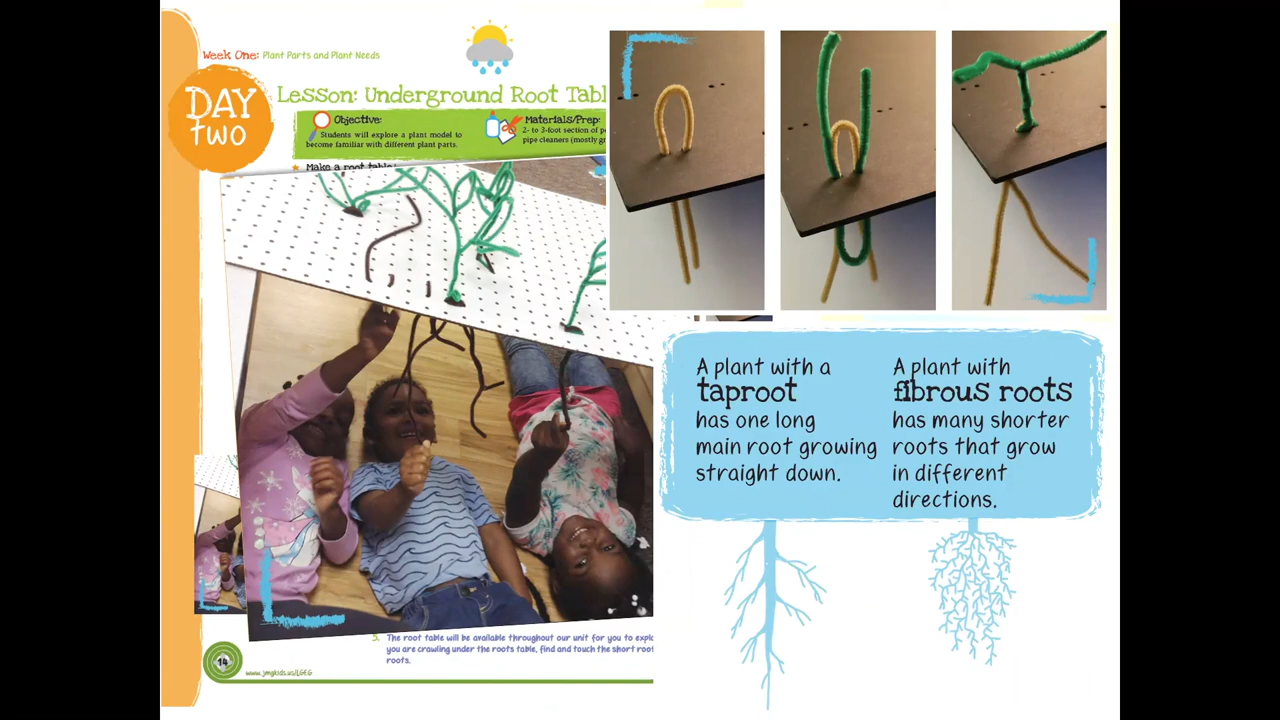 Week One: Plant Parts and Plant Needs
DAY
TWO
Lesson: Underground Root Tabl
Objective:
Students will explore a plant model to
become familiar with different plant parts.
Materials/Prep:
2- to 3-foot section of
pipe cleaners (mostly
Make a root table
A plant with a
taproot
has one long
main root growing
straight down.
A plant with
fibrous roots
has many shorter
roots that grow
in different
directions.
5. The root table will be available throughout our unit for you to explo
you are crawling under the roots table, find and touch the short root
roots.
14
www.jmgkids.us/LGEG